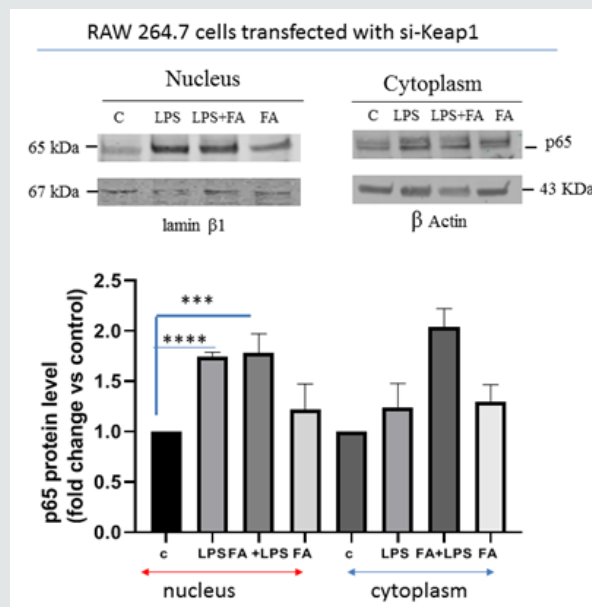 RAW 264.7 cells transfected with si-Keap1
Nucleus
Cytoplasm
C LPS LPS+FA FA
C LPS LPS+FA FA
65 kDa
p65
67 kDa
43 KDa
lamin β1
β Actin
p65 protein level
(fold change vs control)
2.5
2.0
1.5
1.0
0.5
0.0
***
****
c LPS FA +LPS FA c LPS FA+LPS FA
nucleus cytoplasm